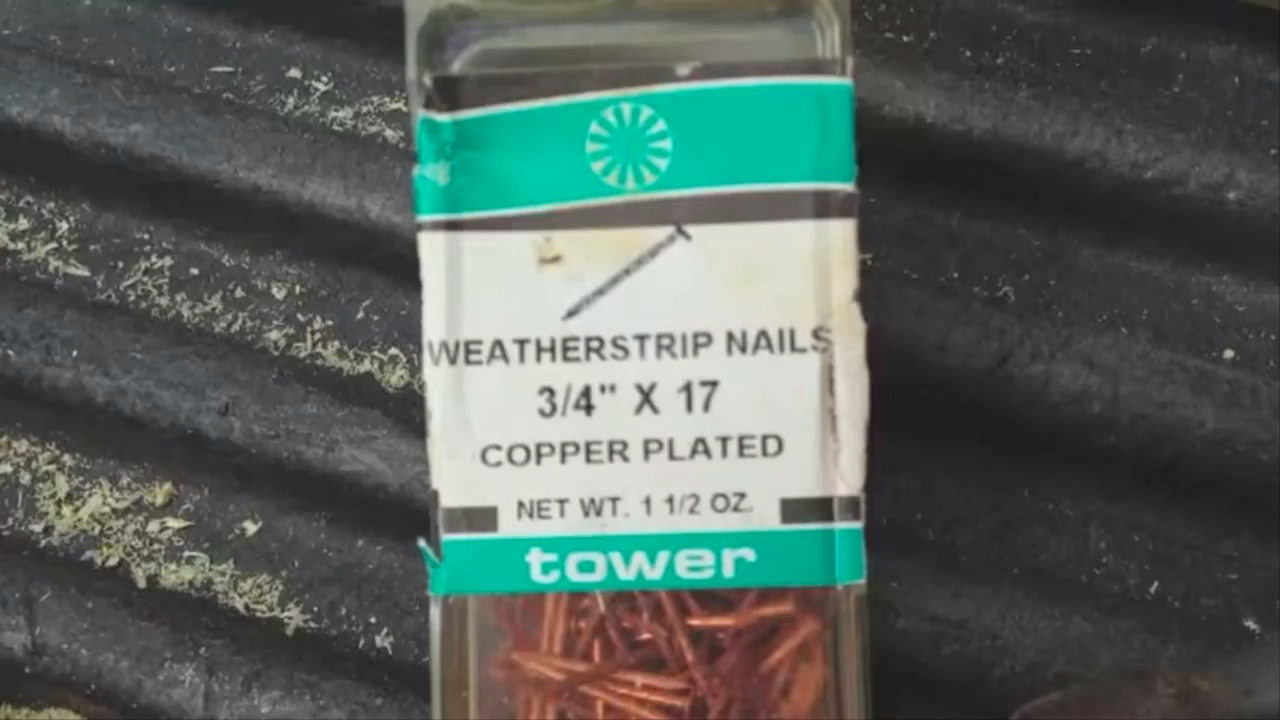 WEATHERSTRIP NAILS
3/4" X 17
COPPER PLATED
NET WT. 1 1/2 OZ.
tower